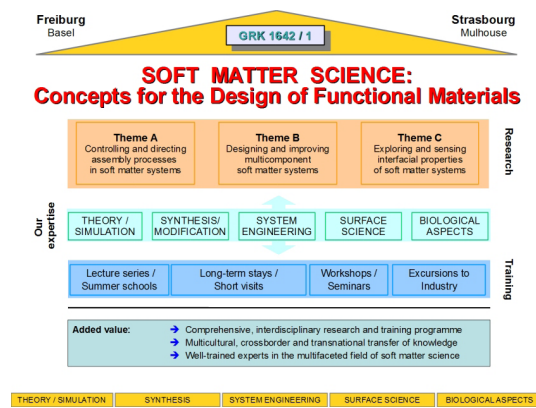 Freiburg
Basel
GRK 1642 / 1
Strasbourg
Mulhouse
SOFT MATTER SCIENCE:
Concepts for the Design of Functional Materials
Theme A
Controlling and directing
assembly processes
in soft matter systems
Theme B
Designing and improving
multicomponent
soft matter systems
Theme C
Exploring and sensing
interfacial properties
of soft matter systems
Research
Our
expertise
THEORY /
SIMULATION
SYNTHESIS/
MODIFICATION
SYSTEM
ENGINEERING
SURFACE
SCIENCE
BIOLOGICAL
ASPECTS
Lecture series /
Summer schools
Long-term stays /
Short visits
Workshops /
Seminars
Excursions to
Industry
Training
Added value:
➔ Comprehensive, interdisciplinary research and training programme
➔ Multicultural, crossborder and transnational transfer of knowledge
➔ Well-trained experts in the multifaceted field of soft matter science
THEORY / SIMULATION
SYNTHESIS
SYSTEM ENGINEERING
SURFACE SCIENCE
BIOLOGICAL ASPECTS